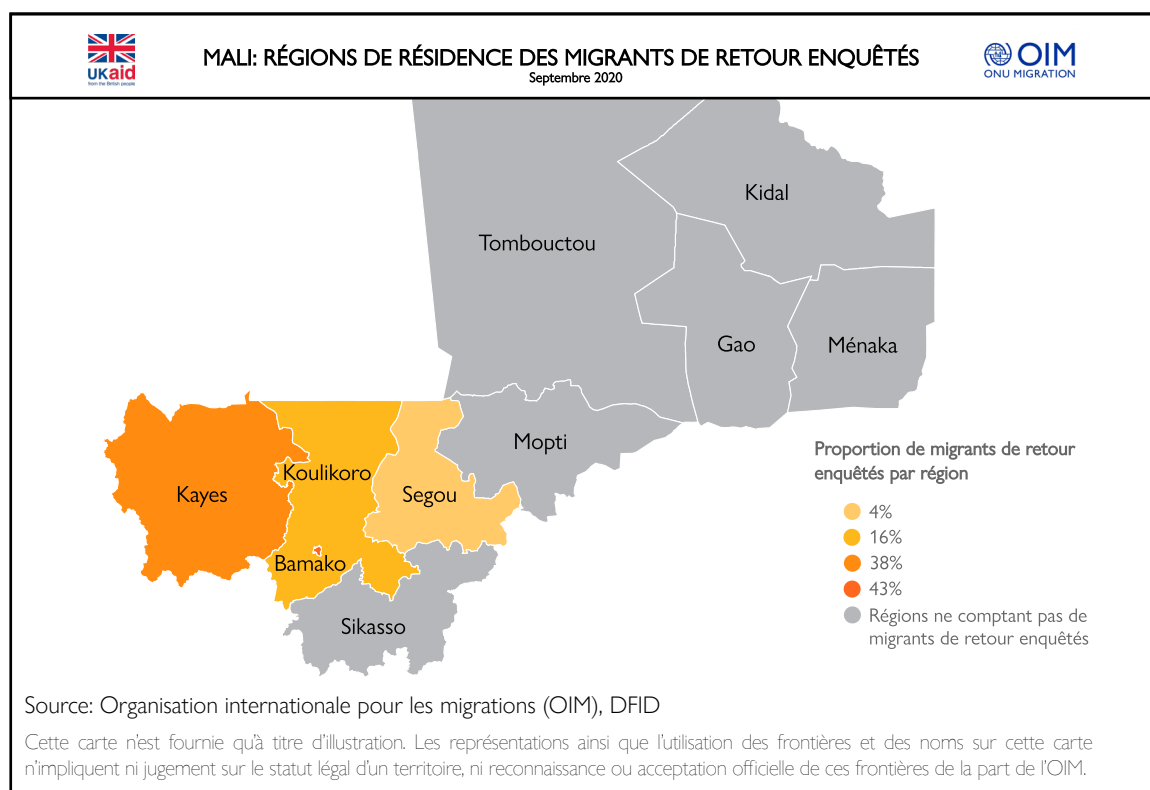 UKaid
from the British people
MALI: RÉGIONS DE RÉSIDENCE DES MIGRANTS DE RETOUR ENQUÊTÉS
Septembre 2020
OIM
ONU MIGRATION
Kidal
Tombouctou
Gao
Ménaka
Mopti
Koulikoro
Kayes
Segou
Bamako
Sikasso
Proportion de migrants de retour
enquêtés par région
4%
16%
38%
43%
Régions ne comptant pas de
migrants de retour enquêtés
Source: Organisation internationale pour les migrations (OIM), DFID
Cette carte n'est fournie qu'à titre d'illustration. Les représentations ainsi que l'utilisation des frontières et des noms sur cette carte
n'impliquent ni jugement sur le statut légal d'un territoire, ni reconnaissance ou acceptation officielle de ces frontières de la part de l'OIM.